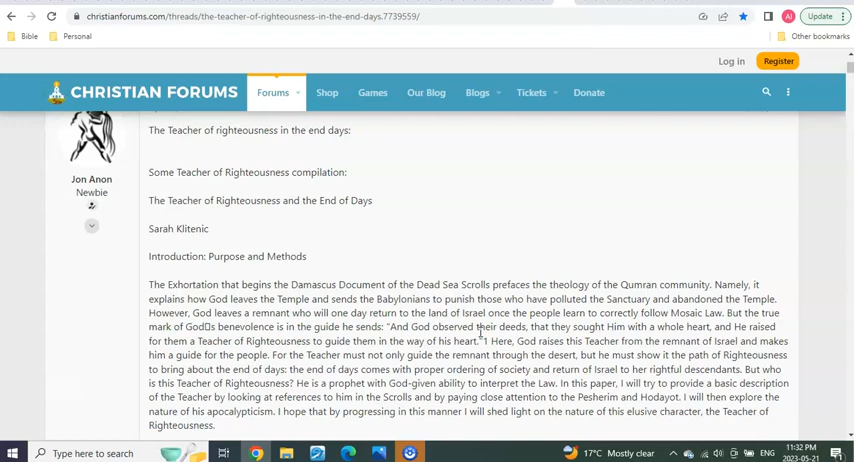 christianforums.com/threads/the-teacher-of-righteousness-in-the-end-days.7739559/
AI
Update
Bible
Personal
Other bookmarks
Log in
Register
CHRISTIAN FORUMS
Forums
Shop
Games
Our Blog
Blogs
Tickets
Donate
Jon Anon
Newbie
The Teacher of righteousness in the end days:
Some Teacher of Righteousness compilation:
The Teacher of Righteousness and the End of Days
Sarah Klitenic
Introduction: Purpose and Methods
The Exhortation that begins the Damascus Document of the Dead Sea Scrolls prefaces the theology of the Qumran community. Namely, it
explains how God leaves the Temple and sends the Babylonians to punish those who have polluted the Sanctuary and abandoned the Temple.
However, God leaves a remnant who will one day return to the land of Israel once the people learn to correctly follow Mosaic Law. But the true
mark of God▯s benevolence is in the guide he sends: "And God observed their deeds, that they sought Him with a whole heart, and He raised
for them a Teacher of Righteousness to guide them in the way of his heart."1 Here, God raises this Teacher from the remnant of Israel and makes
him a guide for the people. For the Teacher must not only guide the remnant through the desert, but he must show it the path of Righteousness
to bring about the end of days: the end of days comes with proper ordering of society and return of Israel to her rightful descendants. But who
is this Teacher of Righteousness? He is a prophet with God-given ability to interpret the Law. In this paper, I will try to provide a basic description
of the Teacher by looking at references to him in the Scrolls and by paying close attention to the Pesherim and Hodayot. I will then explore the
nature of his apocalypticism. I hope that by progressing in this manner I will shed light on the nature of this elusive character, the Teacher of
Righteousness.
Type here to search
17°C Mostly clear
ENG
11:32 PM
2023-05-21